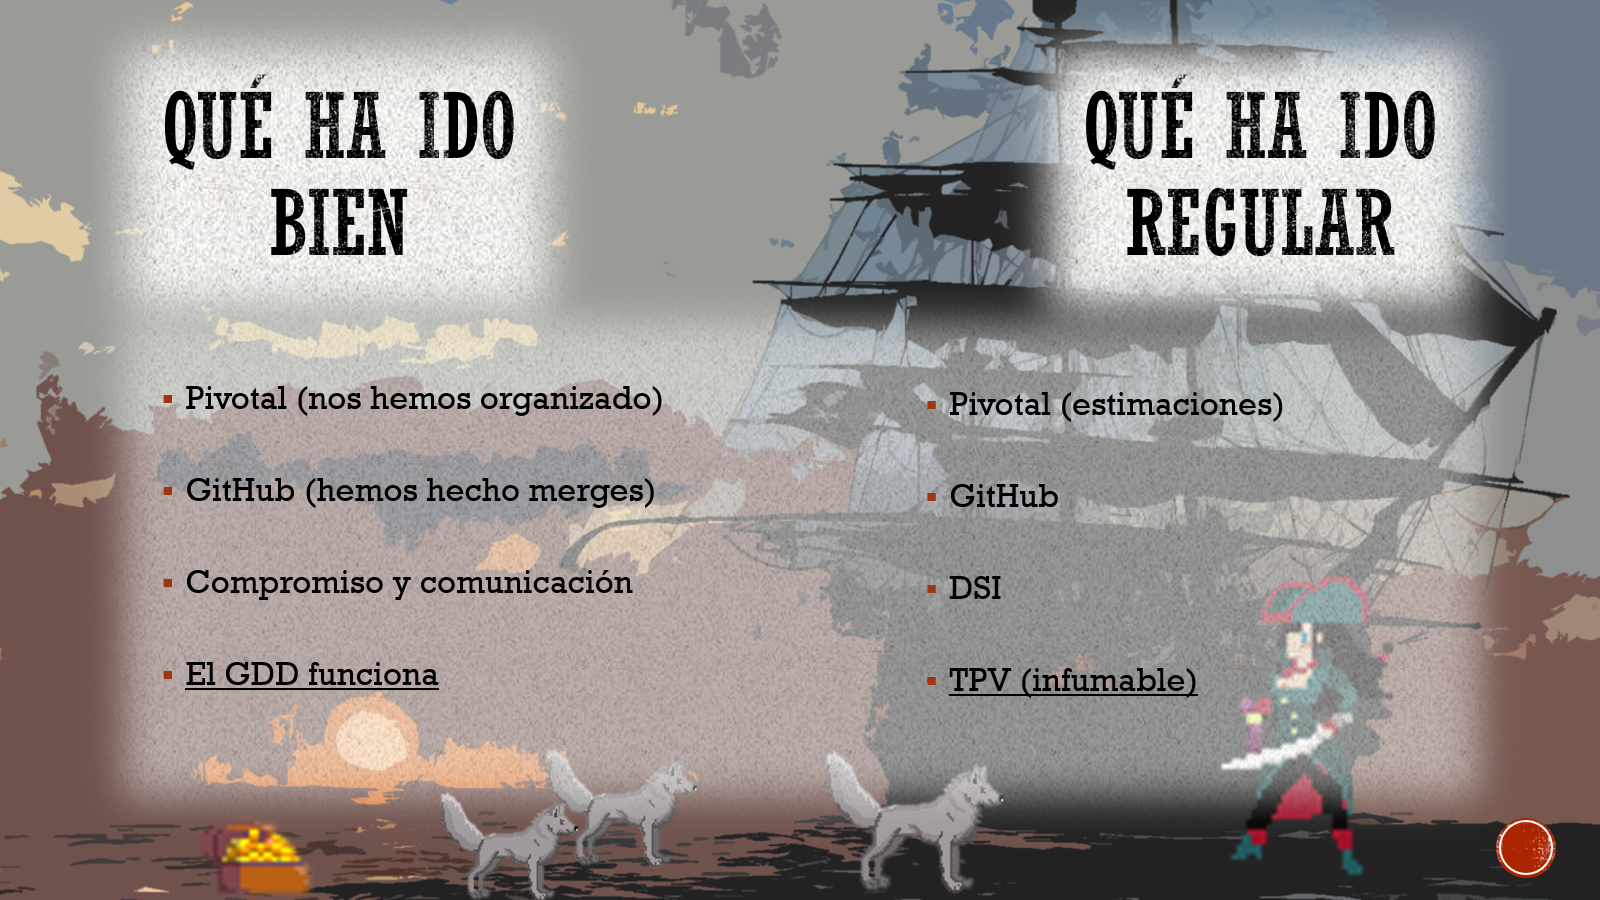 QUÉ HA IDO
BIEN
Pivotal (nos hemos organizado)
GitHub (hemos hecho merges)
Compromiso y comunicación
El GDD funciona
QUÉ HA IDO
REGULAR
Pivotal (estimaciones)
GitHub
DSI
TPV (infumable)